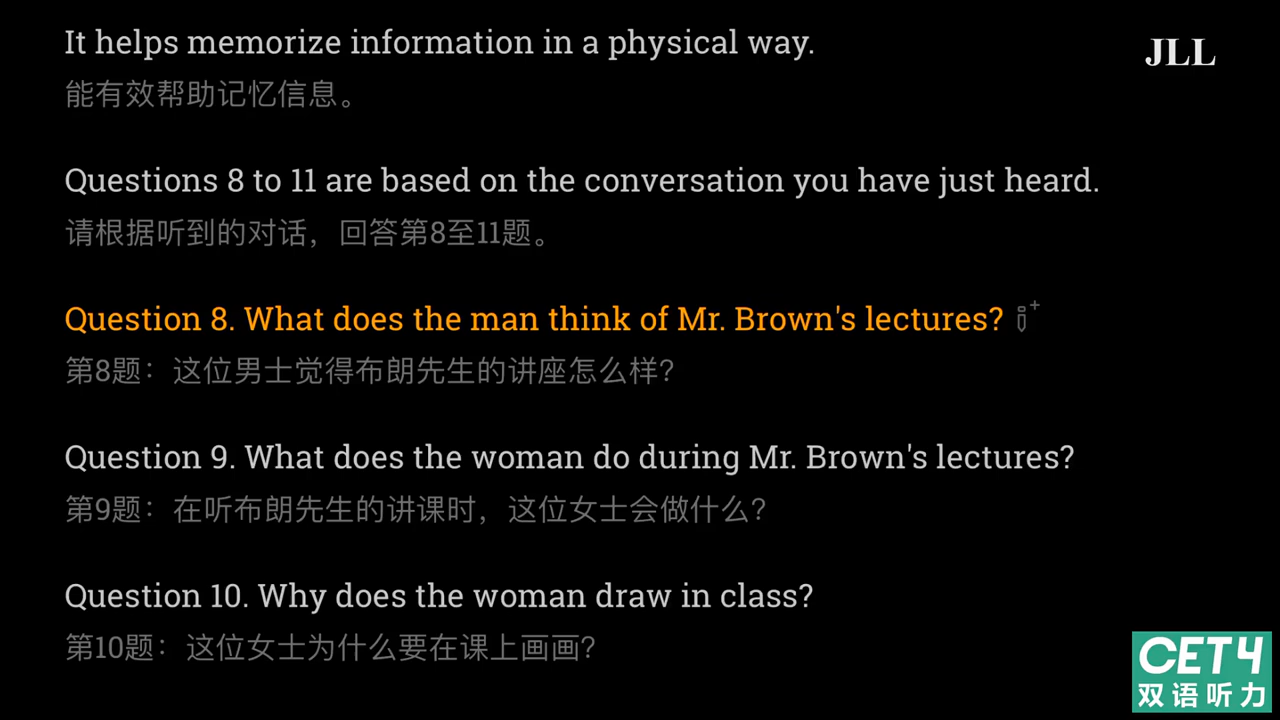 It helps memorize information in a physical way.
JLL
能有效帮助记忆信息。
Questions 8 to 11 are based on the conversation you have just heard.
请根据听到的对话，回答第8至11题。
Question 8. What does the man think of Mr. Brown's lectures?
第8题：这位男士觉得布朗先生的讲座怎么样？
Question 9. What does the woman do during Mr. Brown's lectures?
第9题：在听布朗先生的讲课时，这位女士会做什么？
Question 10. Why does the woman draw in class?
第10题：这位女士为什么要在课上画画？
CET4
双语听力